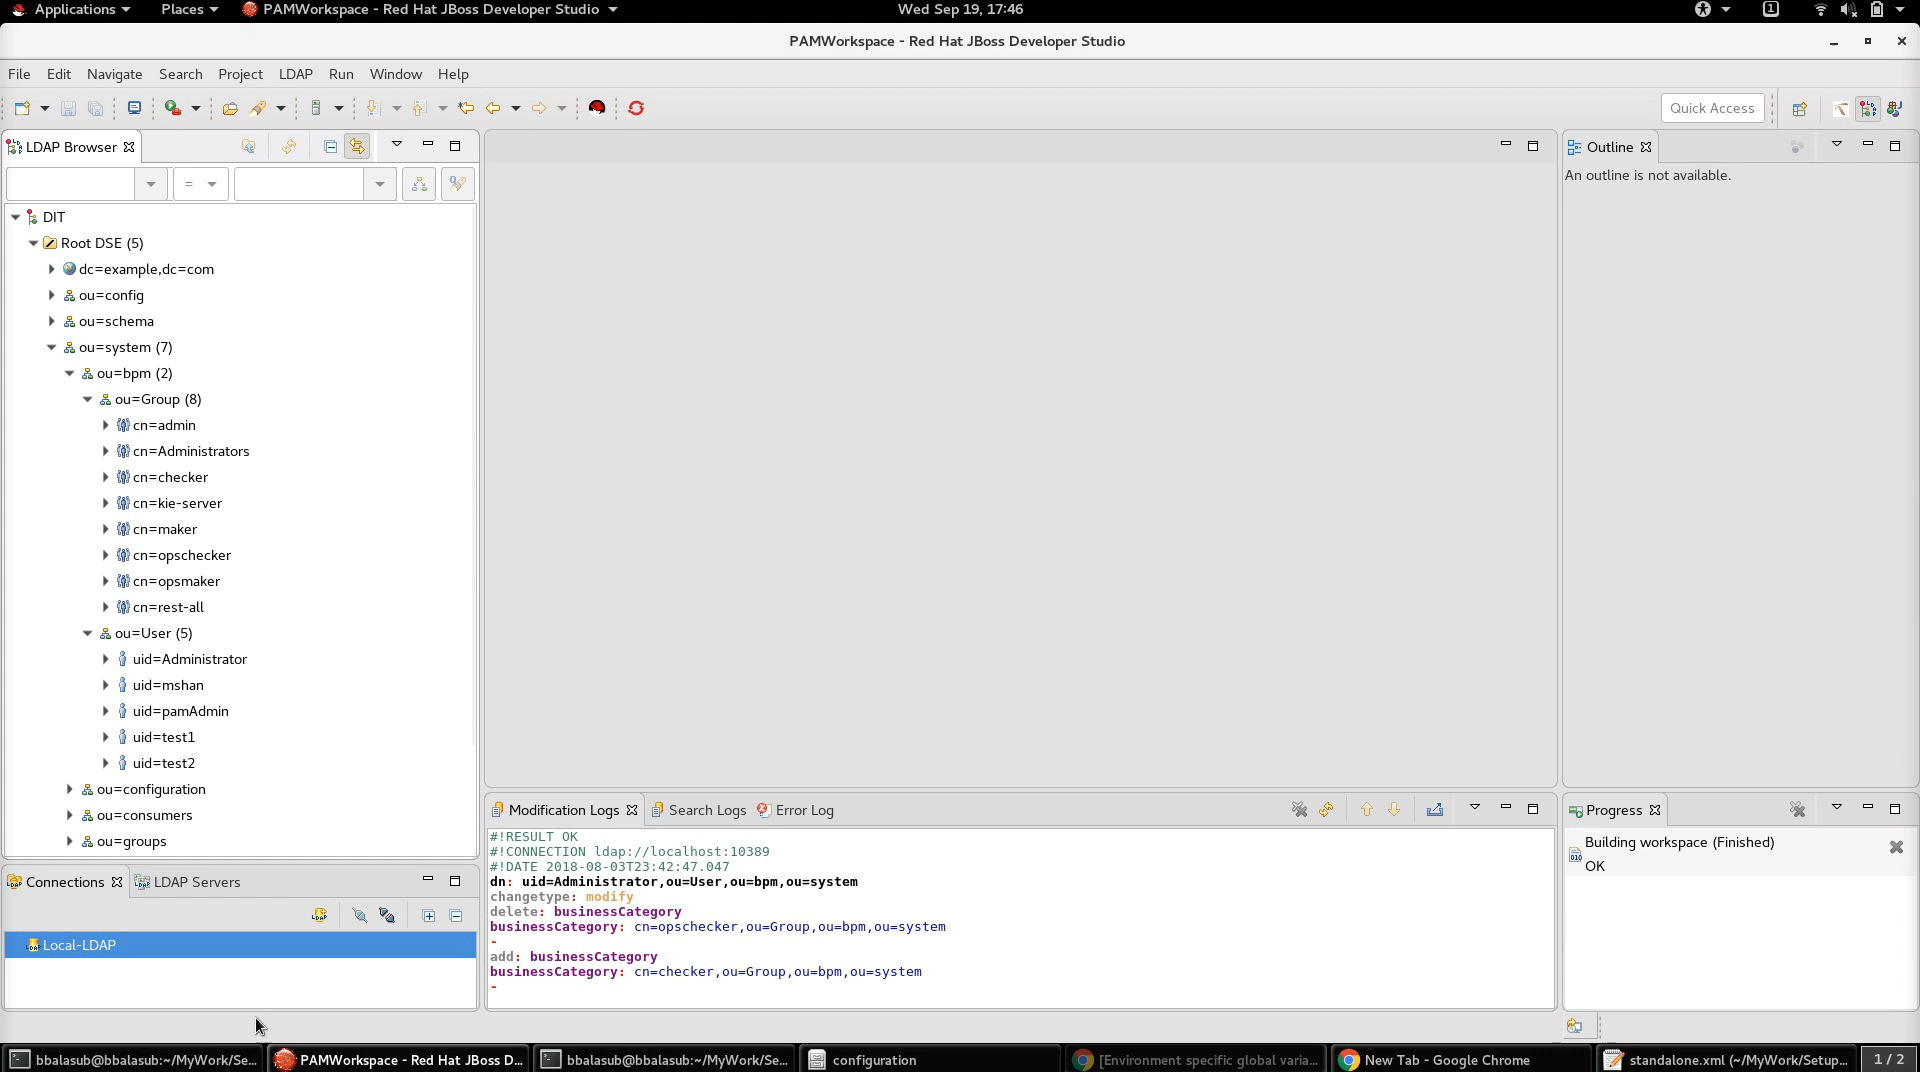 Applications Places PAMWorkspace - Red Hat JBoss Developer Studio Wed Sep 19, 17:46 1
PAMWorkspace - Red Hat JBoss Developer Studio
File Edit Navigate Search Project LDAP Run Window Help
Quick Access
LDAP Browser
=
DIT
Root DSE (5)
dc=example,dc=com
ou=config
ou=schema
ou=system (7)
ou=bpm (2)
ou=Group (8)
cn=admin
cn=Administrators
cn=checker
cn=kie-server
cn=maker
cn=opschecker
cn=opsmaker
cn=rest-all
ou=User (5)
uid=Administrator
uid=mshan
uid=pamAdmin
uid=test1
uid=test2
ou=configuration
ou=consumers
ou=groups
Connections LDAP Servers
Local-LDAP
Outline
An outline is not available.
Modification Logs Search Logs Error Log
#!RESULT OK
#!CONNECTION ldap://localhost:10389
#!DATE 2018-08-03T23:42:47.047
dn: uid=Administrator,ou=User,ou=bpm,ou=system
changetype: modify
delete: businessCategory
businessCategory: cn=opschecker,ou=Group,ou=bpm,ou=system
-
add: businessCategory
businessCategory: cn=checker,ou=Group,ou=bpm,ou=system
-
Progress
Building workspace (Finished)
OK
bbalasub@bbalasub:~/MyWork/Se... PAMWorkspace - Red Hat JBoss D... bbalasub@bbalasub:~/MyWork/Se... configuration [Environment specific global varia... New Tab - Google Chrome standalone.xml (~/MyWork/Setup... 1 / 2